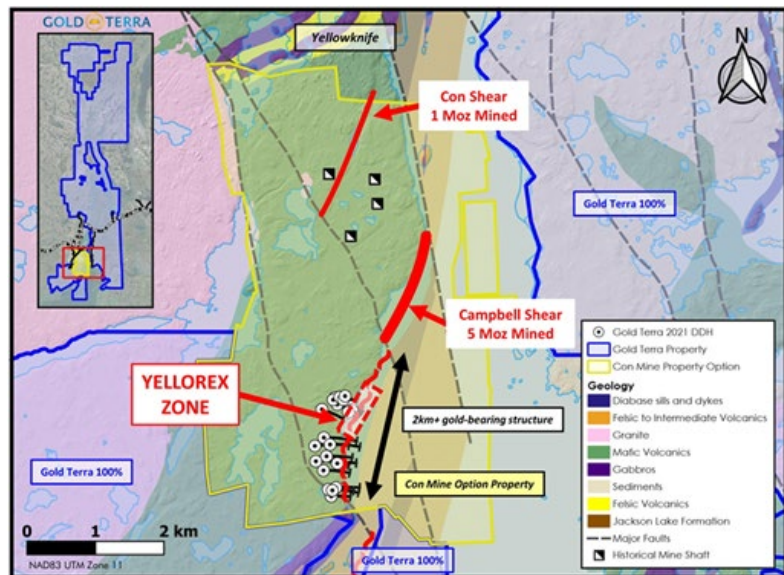 GOLD TERRA
Yellowknife
N
Con Shear
1 Moz Mined
Gold Terra 100%
Campbell Shear
5 Moz Mined
YELLOREX
ZONE
2km+ gold-bearing structure
Gold Terra 100%
Con Mine Option Property
0 1 2 km
NAD83 UTM Zone 11
Gold Terra 100%
Gold Terra 2021 DDH
Gold Terra Property
Con Mine Property Option
Geology
Diabase sills and dykes
Felsic to Intermediate Volcanics
Granite
Mafic Volcanics
Gabbros
Sediments
Felsic Volcanics
Jackson Lake Formation
Major Faults
Historical Mine Shaft